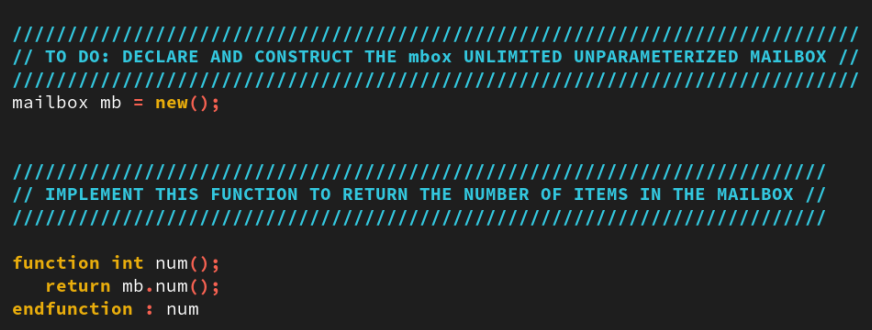 /////////////////////////////////////////////////////////////////////////////
// TO DO: DECLARE AND CONSTRUCT THE mbox UNLIMITED UNPARAMETERIZED MAILBOX //
/////////////////////////////////////////////////////////////////////////////
mailbox mb = new();
//////////////////////////////////////////////////////////////////////////
// IMPLEMENT THIS FUNCTION TO RETURN THE NUMBER OF ITEMS IN THE MAILBOX //
//////////////////////////////////////////////////////////////////////////
function int num();
   return mb.num();
endfunction : num